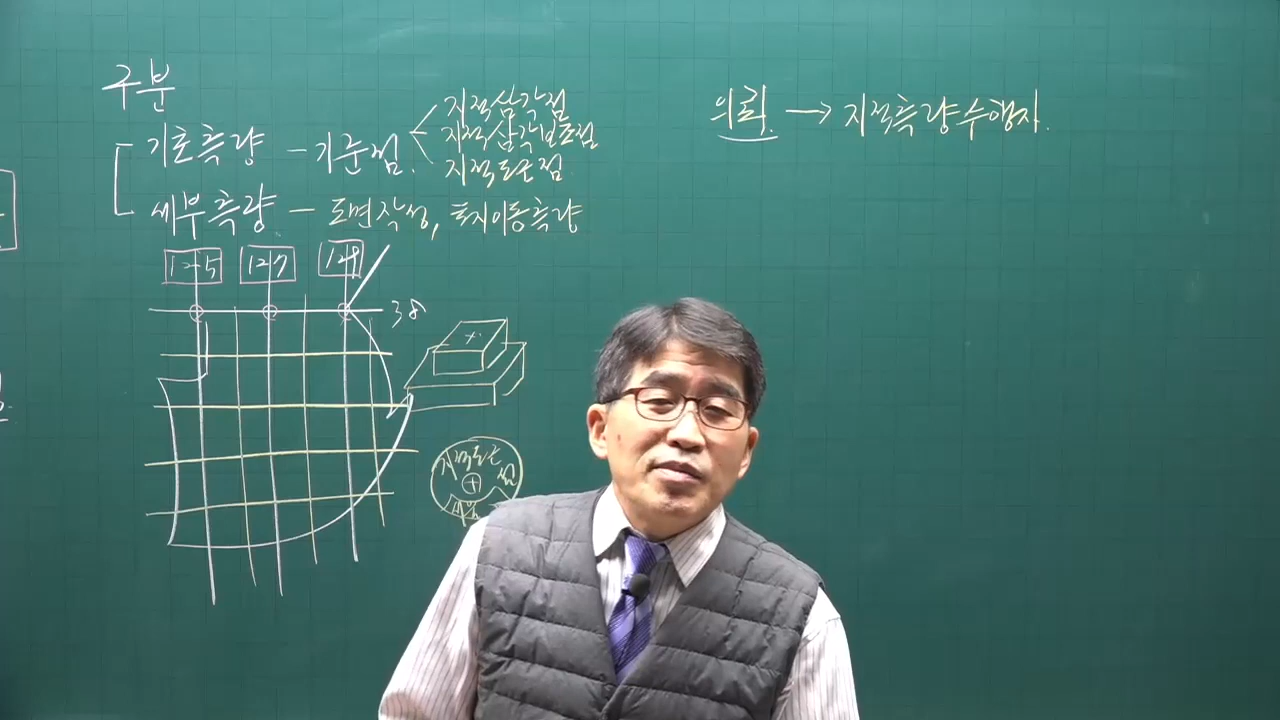 구분
기초측량 - 기준점.
지적삼각점
지적삼각보조점
지적도근점
세부측량 - 도면작성, 토지이동측량
125 127 129
38
지적도근점
의뢰. → 지적측량수행자.